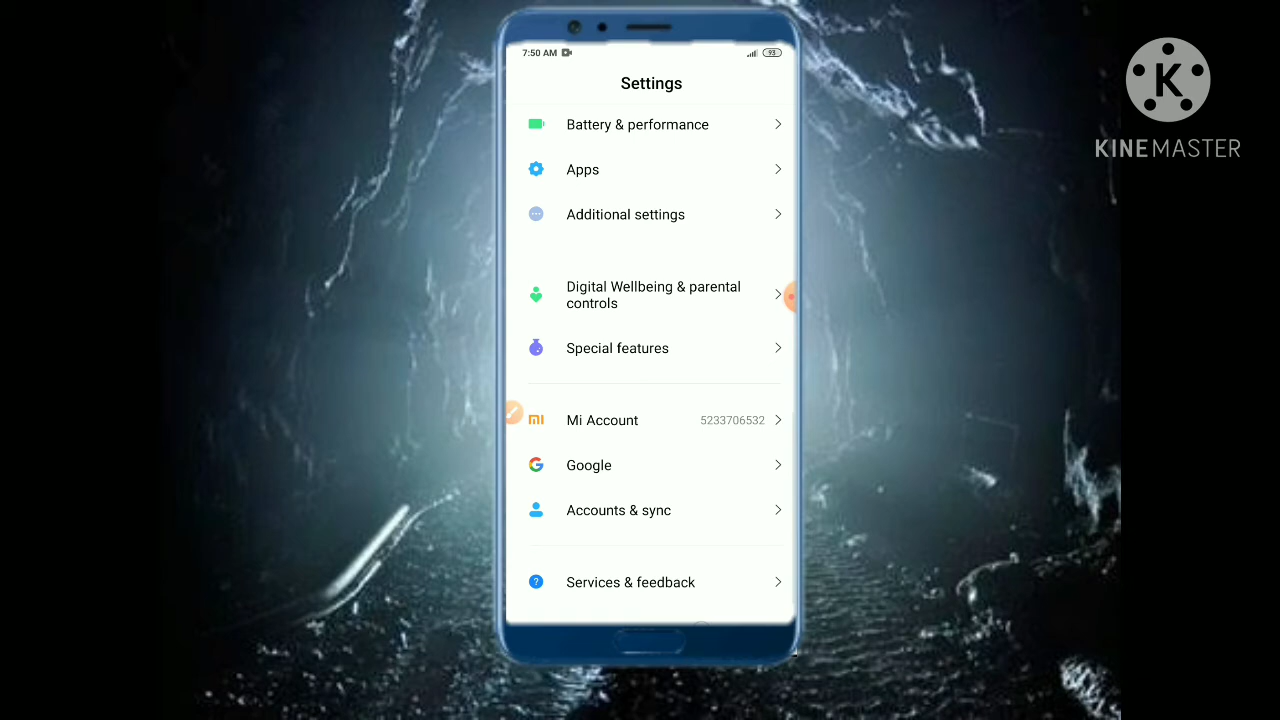 7:50 AM
93
Settings
Battery & performance
Apps
Additional settings
Digital Wellbeing & parental
controls
Special features
Mi Account 5233706532
Google
Accounts & sync
Services & feedback
K
KINEMASTER